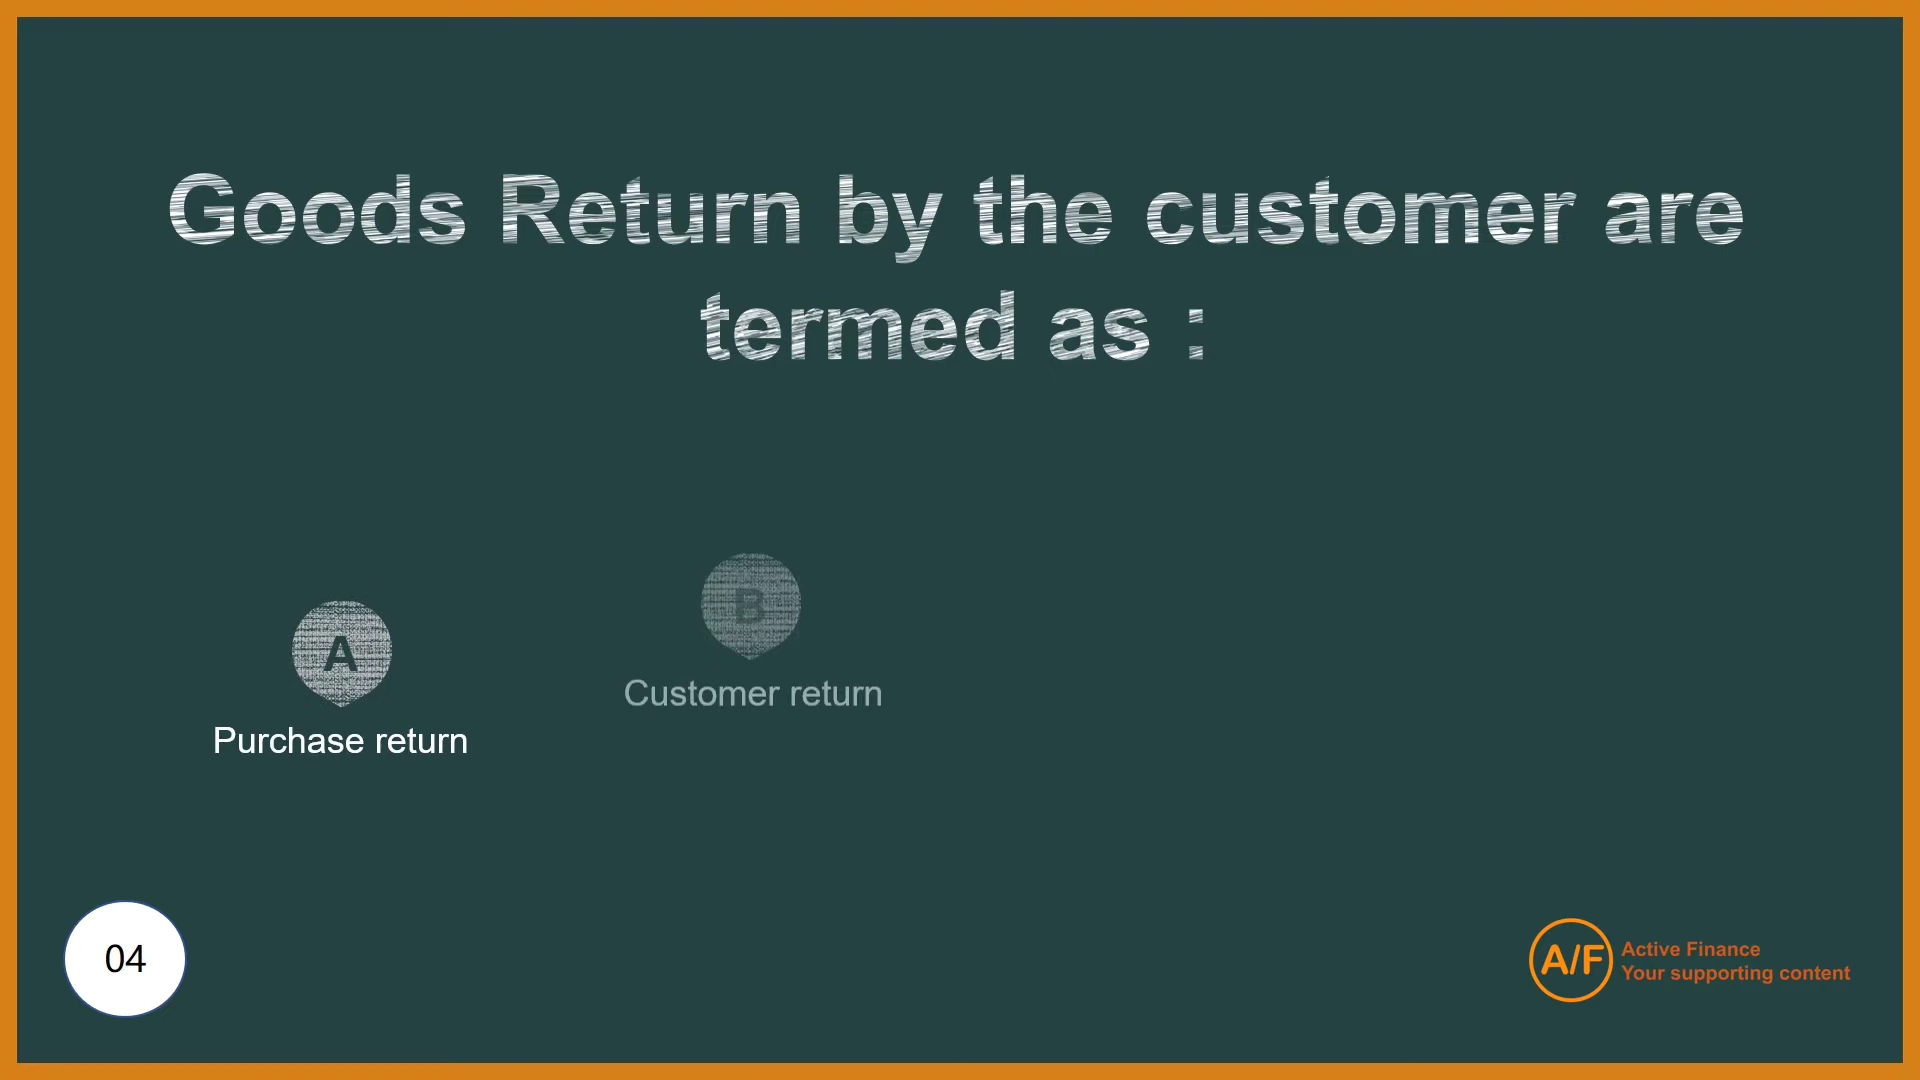 Goods Return by the customer are
termed as :
A
Purchase return
B
Customer return
04
A/F
Active Finance
Your supporting content